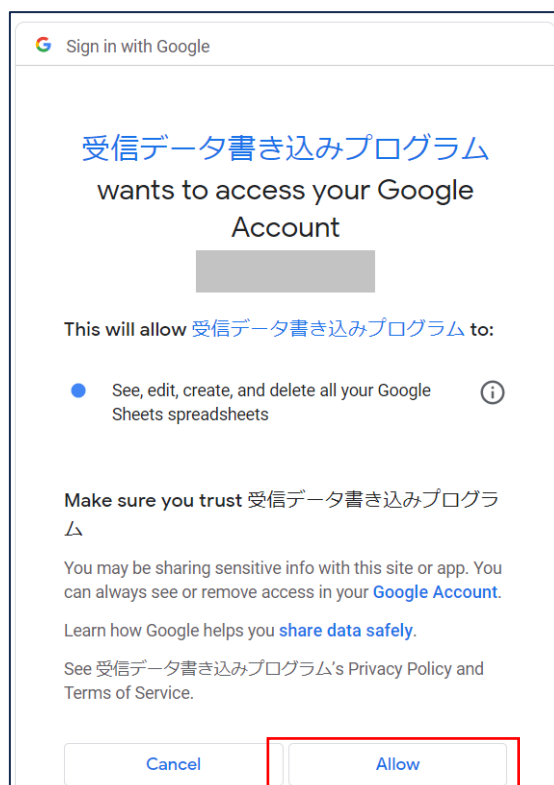 Sign in with Google
受信データ書き込みプログラム
wants to access your Google
Account
This will allow 受信データ書き込みプログラム to:
See, edit, create, and delete all your Google
Sheets spreadsheets
Make sure you trust 受信データ書き込みプログラ
ム
You may be sharing sensitive info with this site or app. You
can always see or remove access in your Google Account.
Learn how Google helps you share data safely.
See 受信データ書き込みプログラム's Privacy Policy and
Terms of Service.
Cancel
Allow